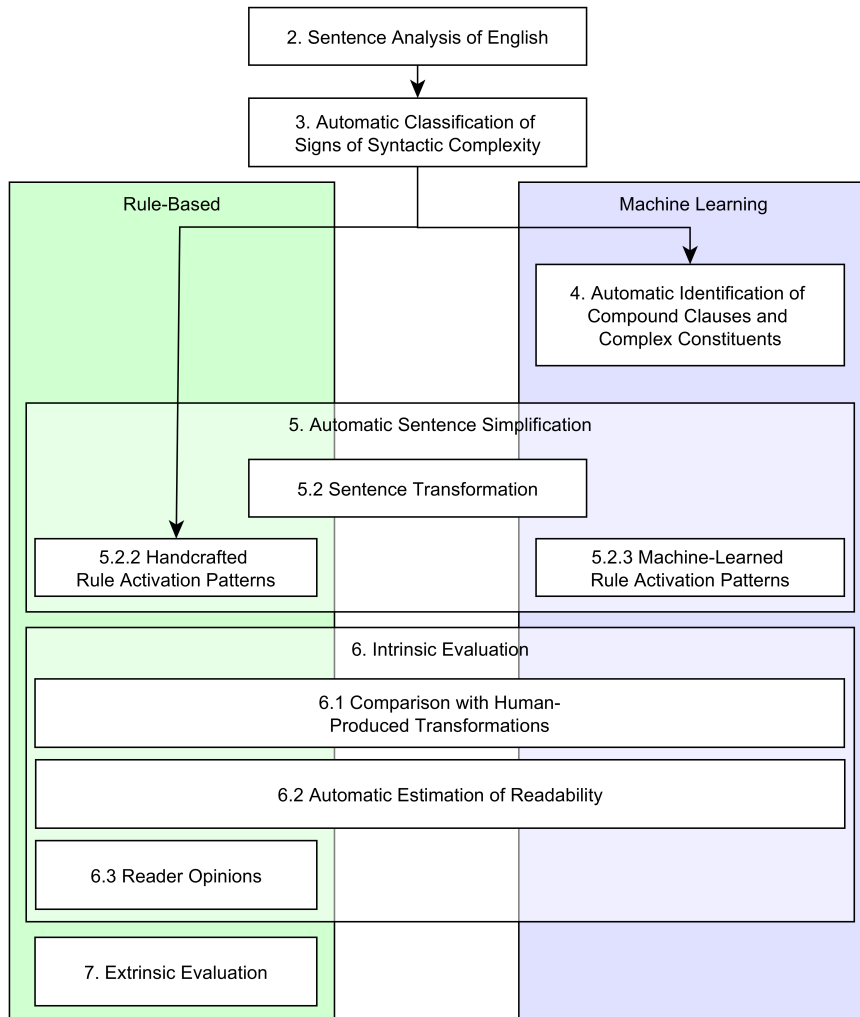 2. Sentence Analysis of English
3. Automatic Classification of
Signs of Syntactic Complexity
Rule-Based
Machine Learning
4. Automatic Identification of
Compound Clauses and
Complex Constituents
5. Automatic Sentence Simplification
5.2 Sentence Transformation
5.2.2 Handcrafted
Rule Activation Patterns
5.2.3 Machine-Learned
Rule Activation Patterns
6. Intrinsic Evaluation
6.1 Comparison with Human-
Produced Transformations
6.2 Automatic Estimation of Readability
6.3 Reader Opinions
7. Extrinsic Evaluation